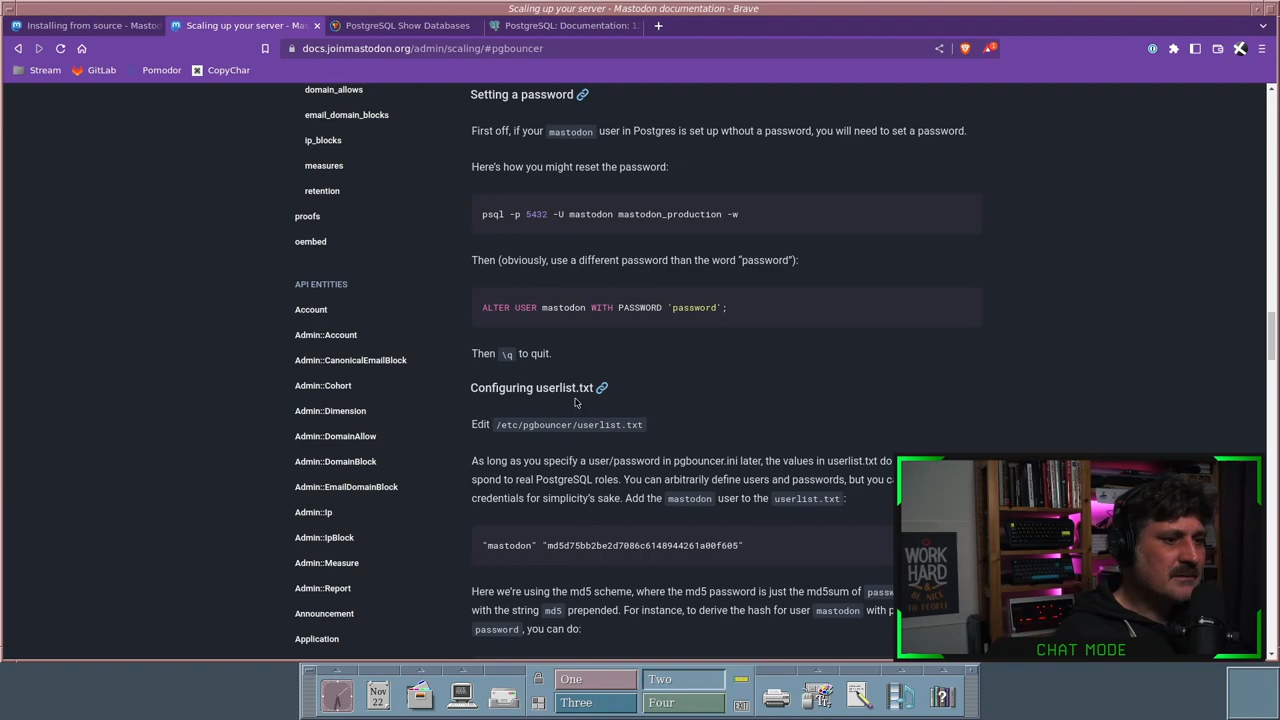 Scaling up your server - Mastodon documentation - Brave
Installing from source - Mastodo
Scaling up your server - Mas
PostgreSQL Show Databases
PostgreSQL: Documentation: 1
docs.joinmastodon.org/admin/scaling/#pgbouncer
Stream
GitLab
Pomodor
CopyChar
domain_allows
email_domain_blocks
ip_blocks
measures
retention
proofs
oembed
API ENTITIES
Account
Admin::Account
Admin::CanonicalEmailBlock
Admin::Cohort
Admin::Dimension
Admin::DomainAllow
Admin::DomainBlock
Admin::EmailDomainBlock
Admin::Ip
Admin::IpBlock
Admin::Measure
Admin::Report
Announcement
Application
Setting a password
First off, if your mastodon user in Postgres is set up wthout a password, you will need to set a password.
Here's how you might reset the password:
psql -p 5432 -U mastodon mastodon_production -w
Then (obviously, use a different password than the word “password”):
ALTER USER mastodon WITH PASSWORD 'password';
Then \q to quit.
Configuring userlist.txt
Edit /etc/pgbouncer/userlist.txt
As long as you specify a user/password in pgbouncer.ini later, the values in userlist.txt do
spond to real PostgreSQL roles. You can arbitrarily define users and passwords, but you ca
credentials for simplicity's sake. Add the mastodon user to the userlist.txt:
"mastodon" "md5d75bb2be2d7086c6148944261a00f605"
Here we're using the md5 scheme, where the md5 password is just the md5sum of passw
with the string md5 prepended. For instance, to derive the hash for user mastodon with p
password, you can do:
WORK
HARD
& BE NICE
TO PEOPLE
CHAT MODE
Nov
22
One
Two
Three
Four
EXIT